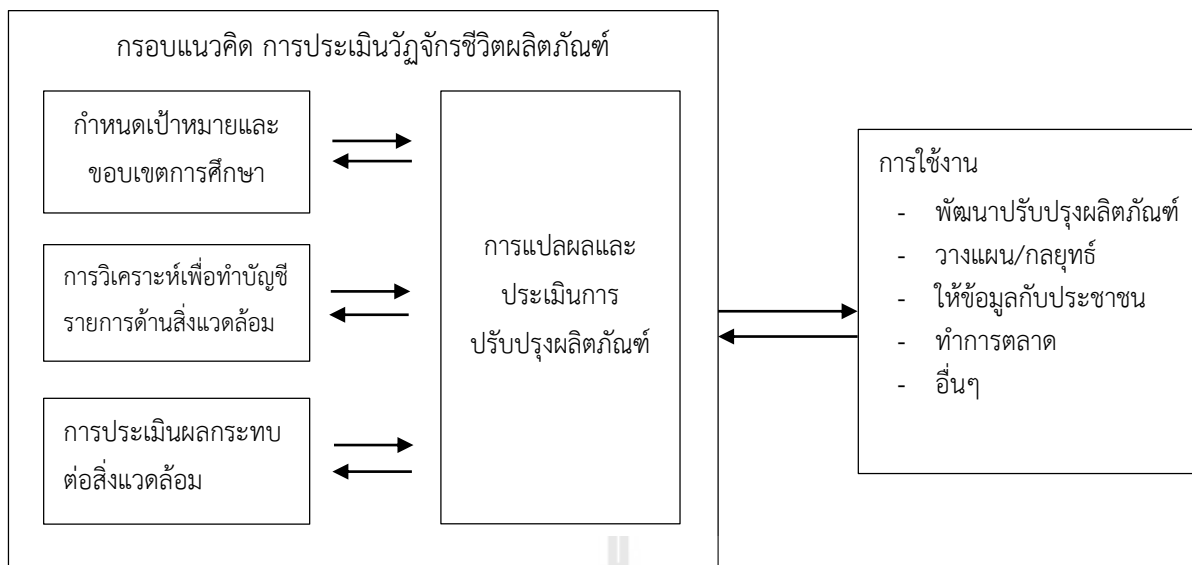 กรอบแนวคิด การประเมินวัฏจักรชีวิตผลิตภัณฑ์
กำหนดเป้าหมายและ
ขอบเขตการศึกษา
การวิเคราะห์เพื่อทำบัญชี
รายการด้านสิ่งแวดล้อม
การประเมินผลกระทบ
ต่อสิ่งแวดล้อม
การแปลผลและ
ประเมินการ
ปรับปรุงผลิตภัณฑ์
การใช้งาน
- พัฒนาปรับปรุงผลิตภัณฑ์
วางแผน/กลยุทธ์
- ให้ข้อมูลกับประชาชน
- ทำการตลาด
- อื่นๆ